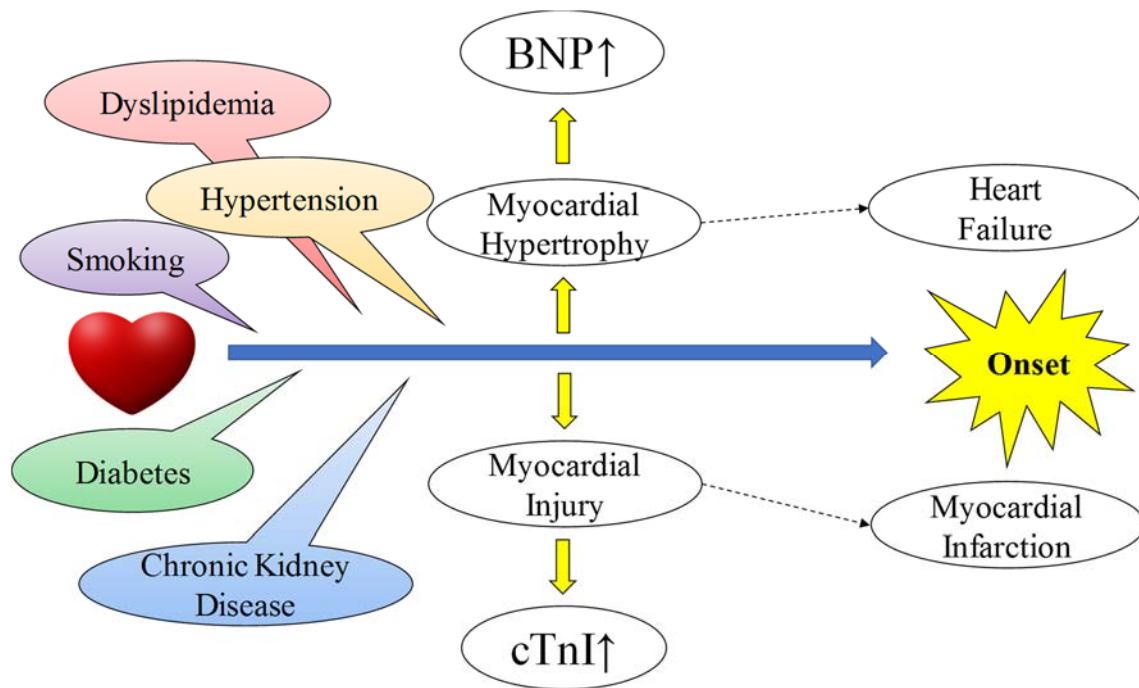 BNP↑
Dyslipidemia
Hypertension
Myocardial
Hypertrophy
Heart
Failure
Smoking
Onset
Diabetes
Myocardial
Injury
Myocardial
Infarction
Chronic Kidney
Disease
cTnI↑